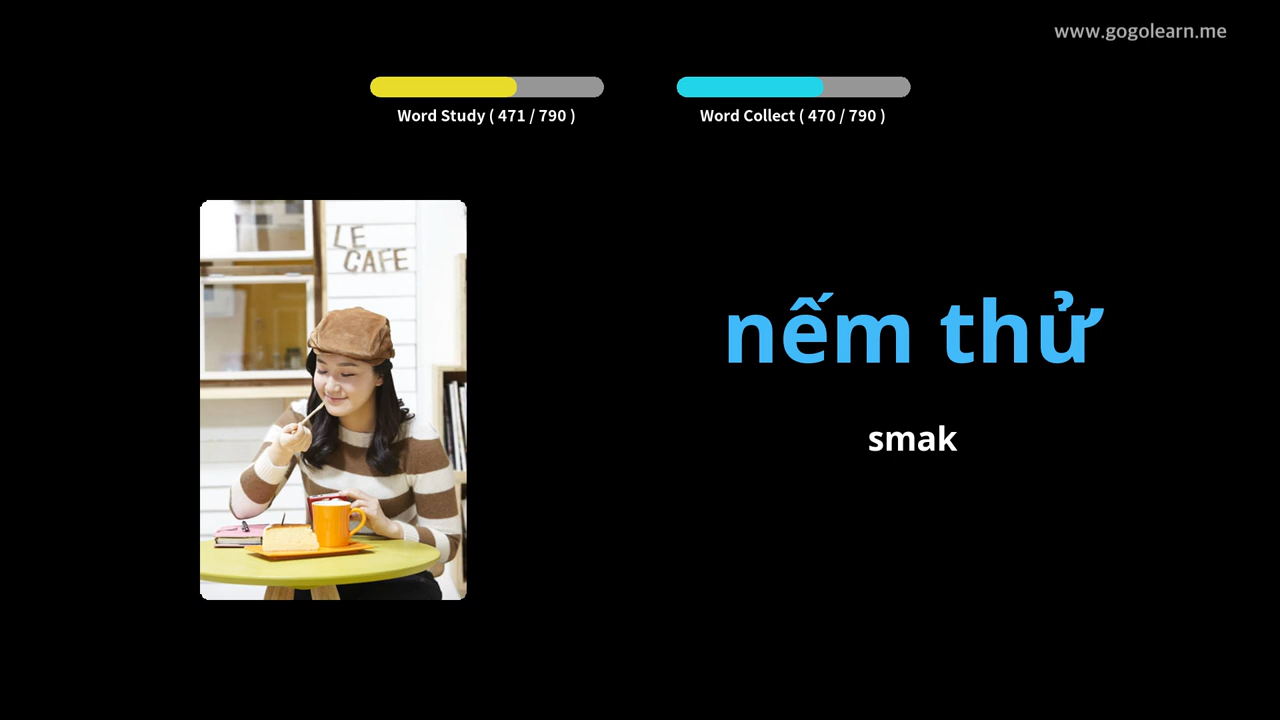 www.gogolearn.me
Word Study ( 471 / 790 )
Word Collect ( 470 / 790 )
LE
CAFE
nếm thử
smak